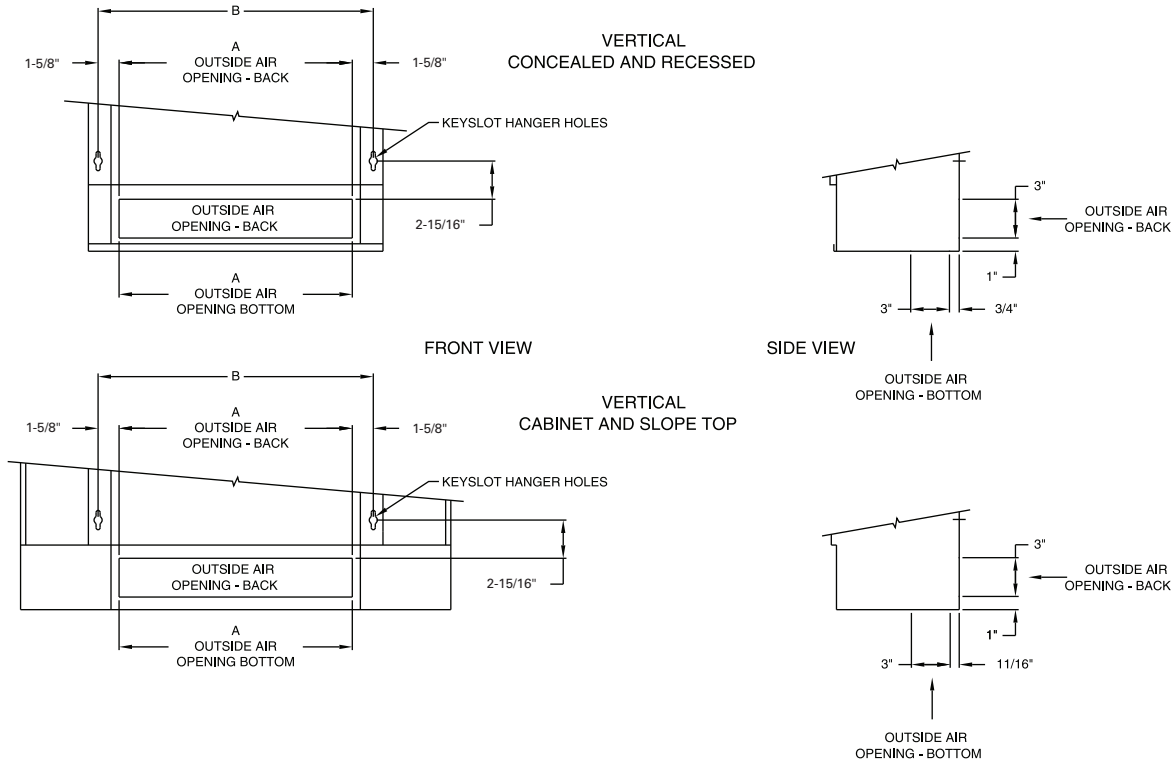 B
VERTICAL
CONCEALED AND RECESSED
A
OUTSIDE AIR
OPENING - BACK
1-5/8"
1-5/8"
KEYSLOT HANGER HOLES
OUTSIDE AIR
OPENING - BACK
2-15/16"
A
OUTSIDE AIR
OPENING BOTTOM
3"
OUTSIDE AIR
OPENING - BACK
1"
3"
3/4"
OUTSIDE AIR
OPENING - BOTTOM
FRONT VIEW
SIDE VIEW
B
VERTICAL
CABINET AND SLOPE TOP
A
OUTSIDE AIR
OPENING - BACK
1-5/8"
1-5/8"
KEYSLOT HANGER HOLES
OUTSIDE AIR
OPENING - BACK
2-15/16"
A
OUTSIDE AIR
OPENING BOTTOM
3"
OUTSIDE AIR
OPENING - BACK
1"
3"
11/16"
OUTSIDE AIR
OPENING - BOTTOM